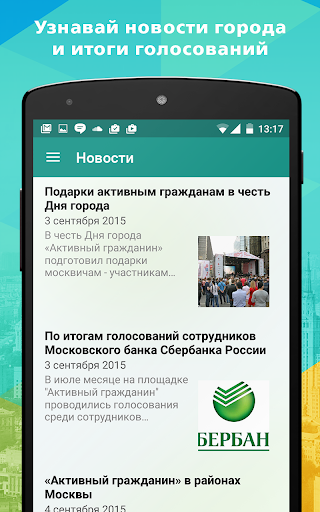 Узнавай новости города
и итоги голосований
13:17
Новости
Подарки активным гражданам в честь
Дня города
3 сентября 2015
В честь Дня города
«Активный гражданин»
подготовил подарки
москвичам - участникам...
По итогам голосований сотрудников
Московского банка Сбербанка России
3 сентября 2015
В июле месяце на площадке
"Активный гражданин"
проводились голосования
среди сотрудников...
БЕРБАН
«Активный гражданин» в районах
Москвы
4 сентября 2015